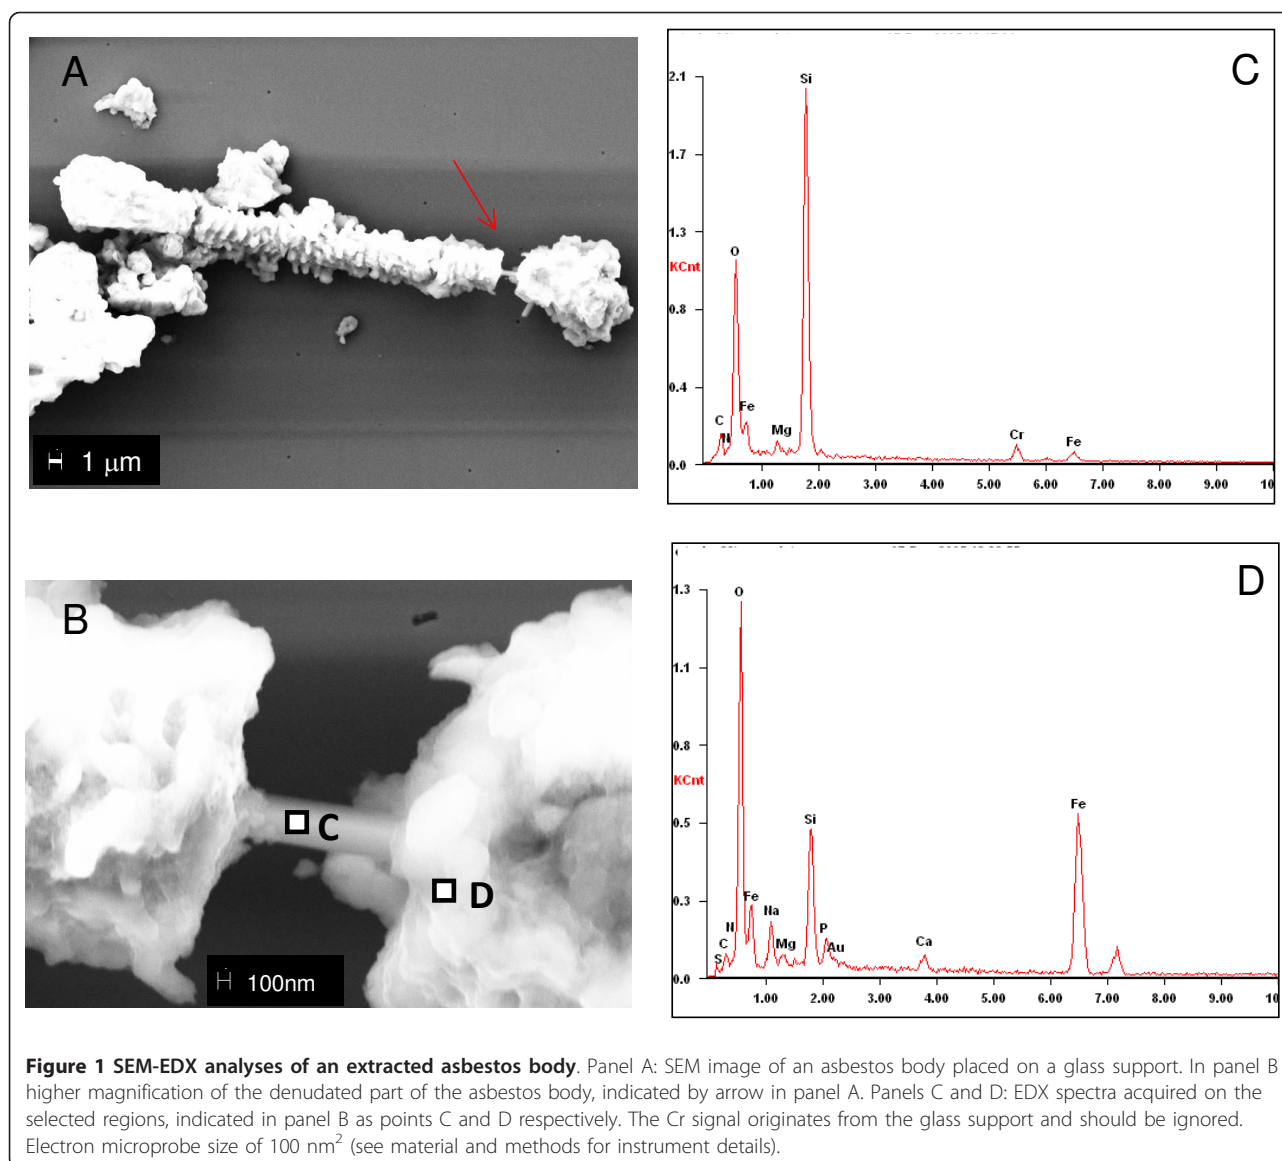 A
1 μm
C
2.1
1.7
1.3
KCnt
0.8
0.4
0.0
Si
O
Fe
C
N
Mg
Cr
Fe
1.00 2.00 3.00 4.00 5.00 6.00 7.00 8.00 9.00 10
B
C
D
100nm
D
1.3
1.1
0.8
KCnt
0.5
0.3
0.0
O
Si
Fe
Fe
Na
N
C
S
Mg
P
Au
Ca
1.00 2.00 3.00 4.00 5.00 6.00 7.00 8.00 9.00 10
Figure 1 SEM-EDX analyses of an extracted asbestos body. Panel A: SEM image of an asbestos body placed on a glass support. In panel B
higher magnification of the denudated part of the asbestos body, indicated by arrow in panel A. Panels C and D: EDX spectra acquired on the
selected regions, indicated in panel B as points C and D respectively. The Cr signal originates from the glass support and should be ignored.
Electron microprobe size of 100 nm² (see material and methods for instrument details).